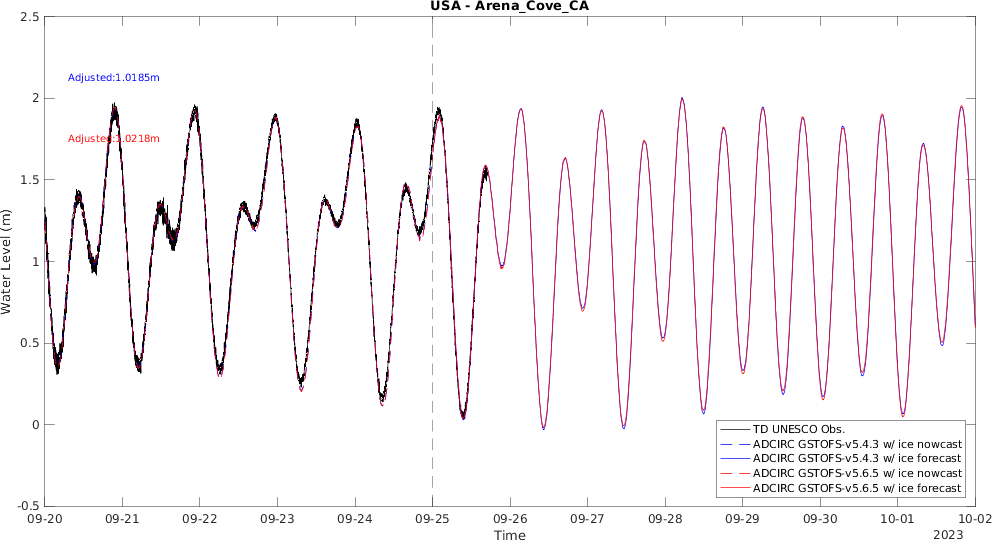 USA - Arena_Cove_CA
2.5
2
1.5
1
0.5
0
-0.5
Water Level (m)
Adjusted:1.0185m
Adjusted:1.0218m
TD UNESCO Obs.
ADCIRC GSTOFS-v5.4.3 w/ ice nowcast
ADCIRC GSTOFS-v5.4.3 w/ ice forecast
ADCIRC GSTOFS-v5.6.5 w/ ice nowcast
ADCIRC GSTOFS-v5.6.5 w/ ice forecast
09-20 09-21 09-22 09-23 09-24 09-25 09-26 09-27 09-28 09-29 09-30 10-01 10-02
Time
2023